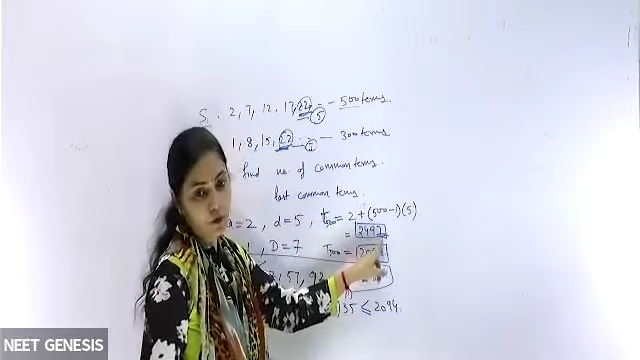 S₁. 2, 7, 12, 17, 22, - - 500 terms
1, 8, 15, 22 - - 300 terms
find no. of common terms.
last common term.
= 2, d = 5, t₅₀₀ = 2 + (500-1)(5)
= 2497
D = 7
57, 92
35 ≤ 2094.
NEET GENESIS